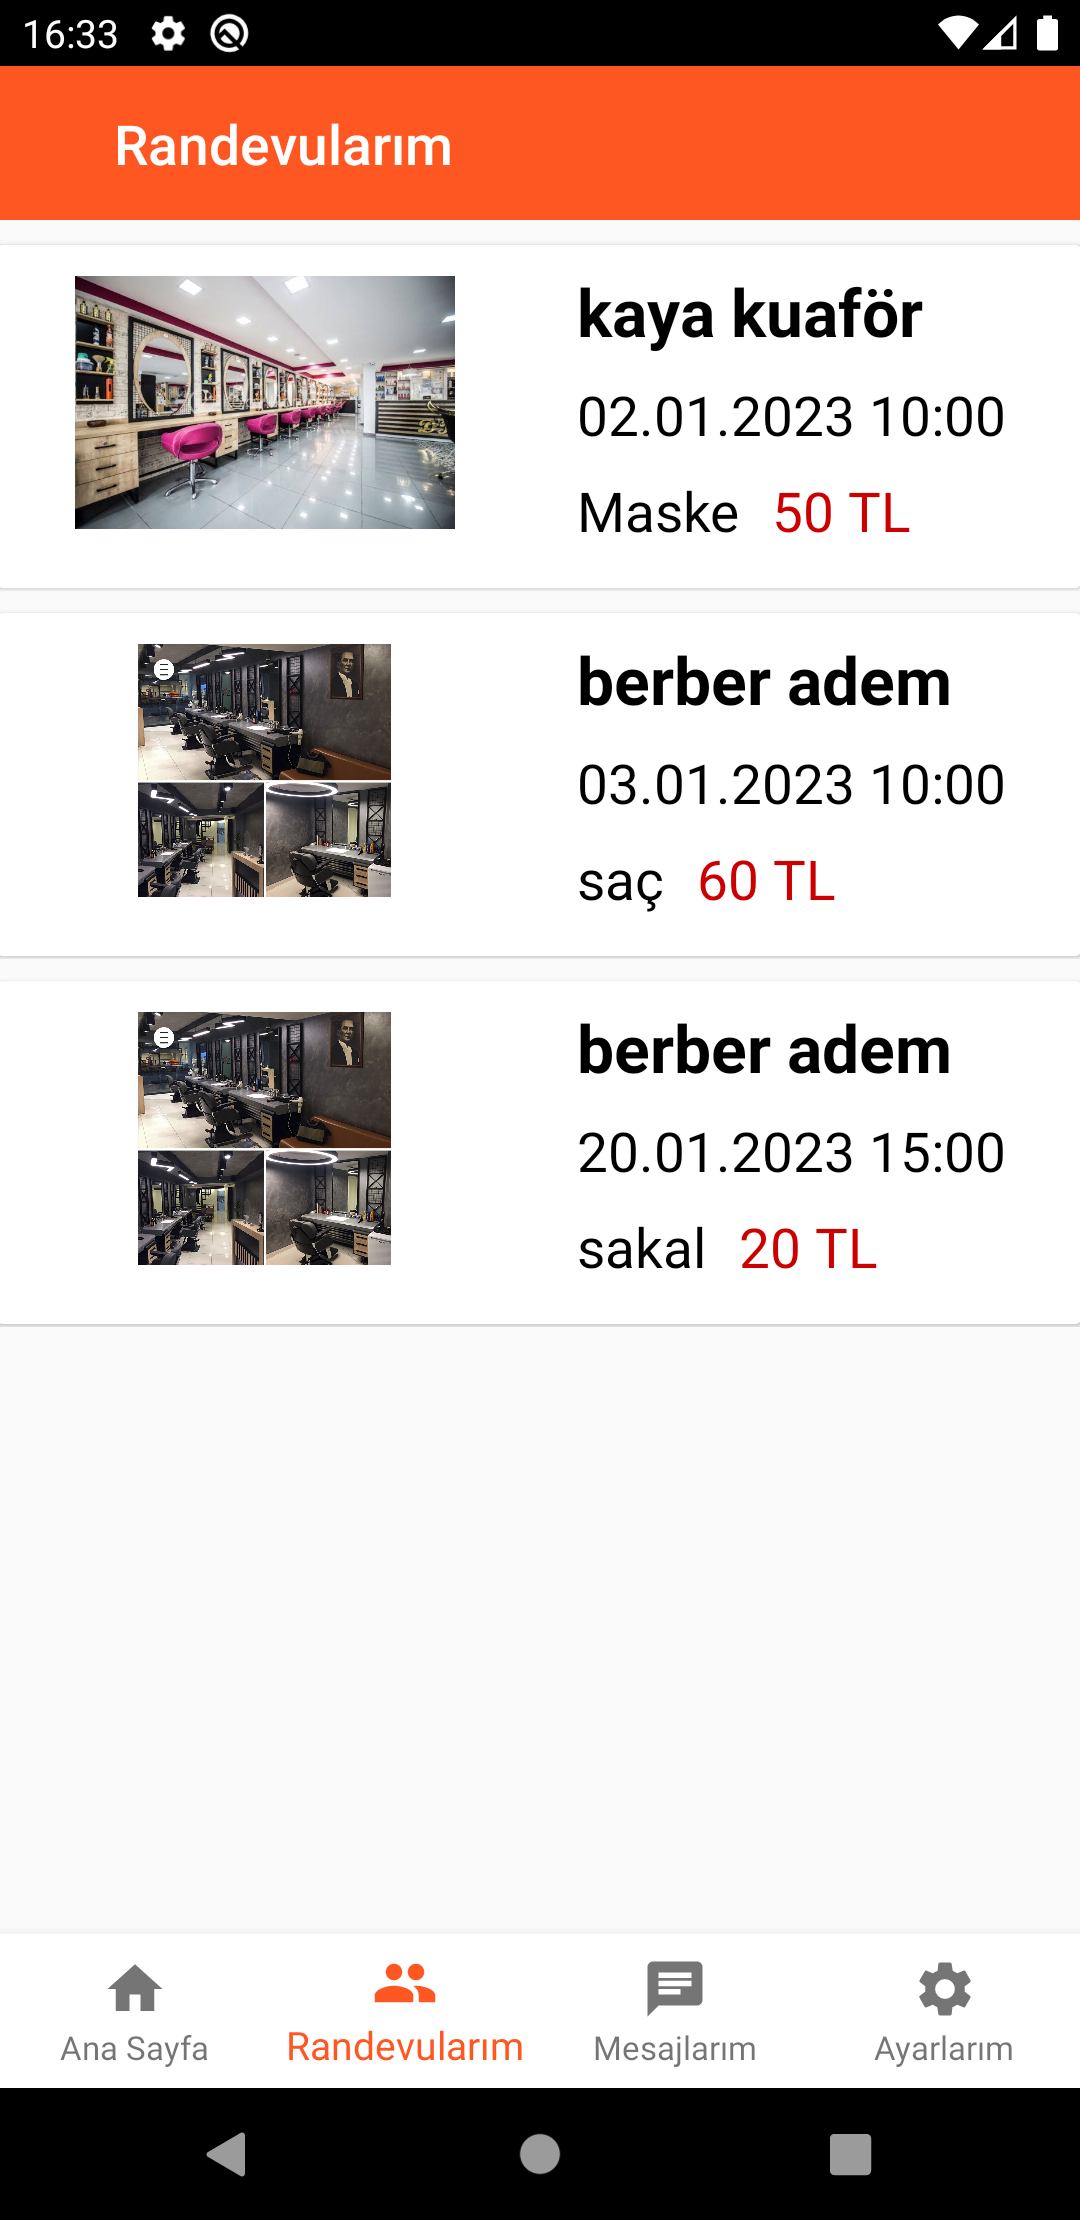 16:33
Randevularım
kaya kuaför
02.01.2023 10:00
Maske 50 TL
berber adem
03.01.2023 10:00
saç 60 TL
berber adem
20.01.2023 15:00
sakal 20 TL
Ana Sayfa Randevularım Mesajlarım Ayarlarım